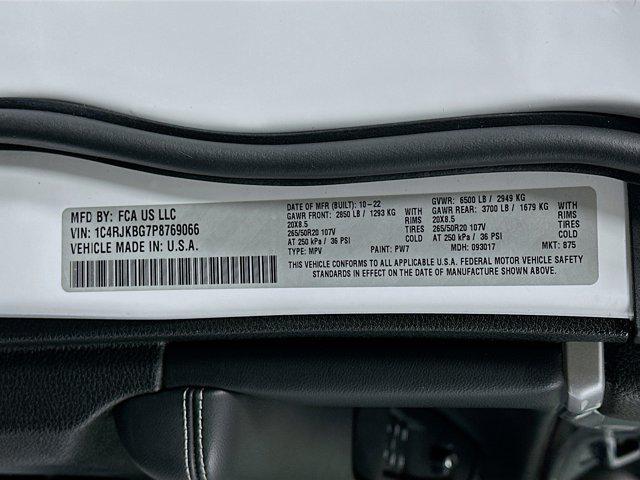 MFD BY: FCA US LLC
VIN: 1C4RJKBG7P8769066
VEHICLE MADE IN U.S.A.
DATE OF MFR (BUILT): 10-22
GAWR FRONT: 2850 LB / 1293 KG
20X8.5 WITH
265/50R20 107V TIRES
AT 250 kPa / 36 PSI COLD
TYPE: MPV PAINT: PW7
GVWR: 6500 LB / 2949 KG
GAWR REAR: 3700 LB / 1679 KG
20X8.5 WITH
265/50R20 107V TIRES
AT 250 kPa / 36 PSI COLD
MDH: 093017 MKT: 875
THIS VEHICLE CONFORMS TO ALL APPLICABLE U.S.A. FEDERAL MOTOR VEHICLE SAFETY
STANDARDS IN EFFECT ON THE DATE OF MANUFACTURE SHOWN ABOVE.